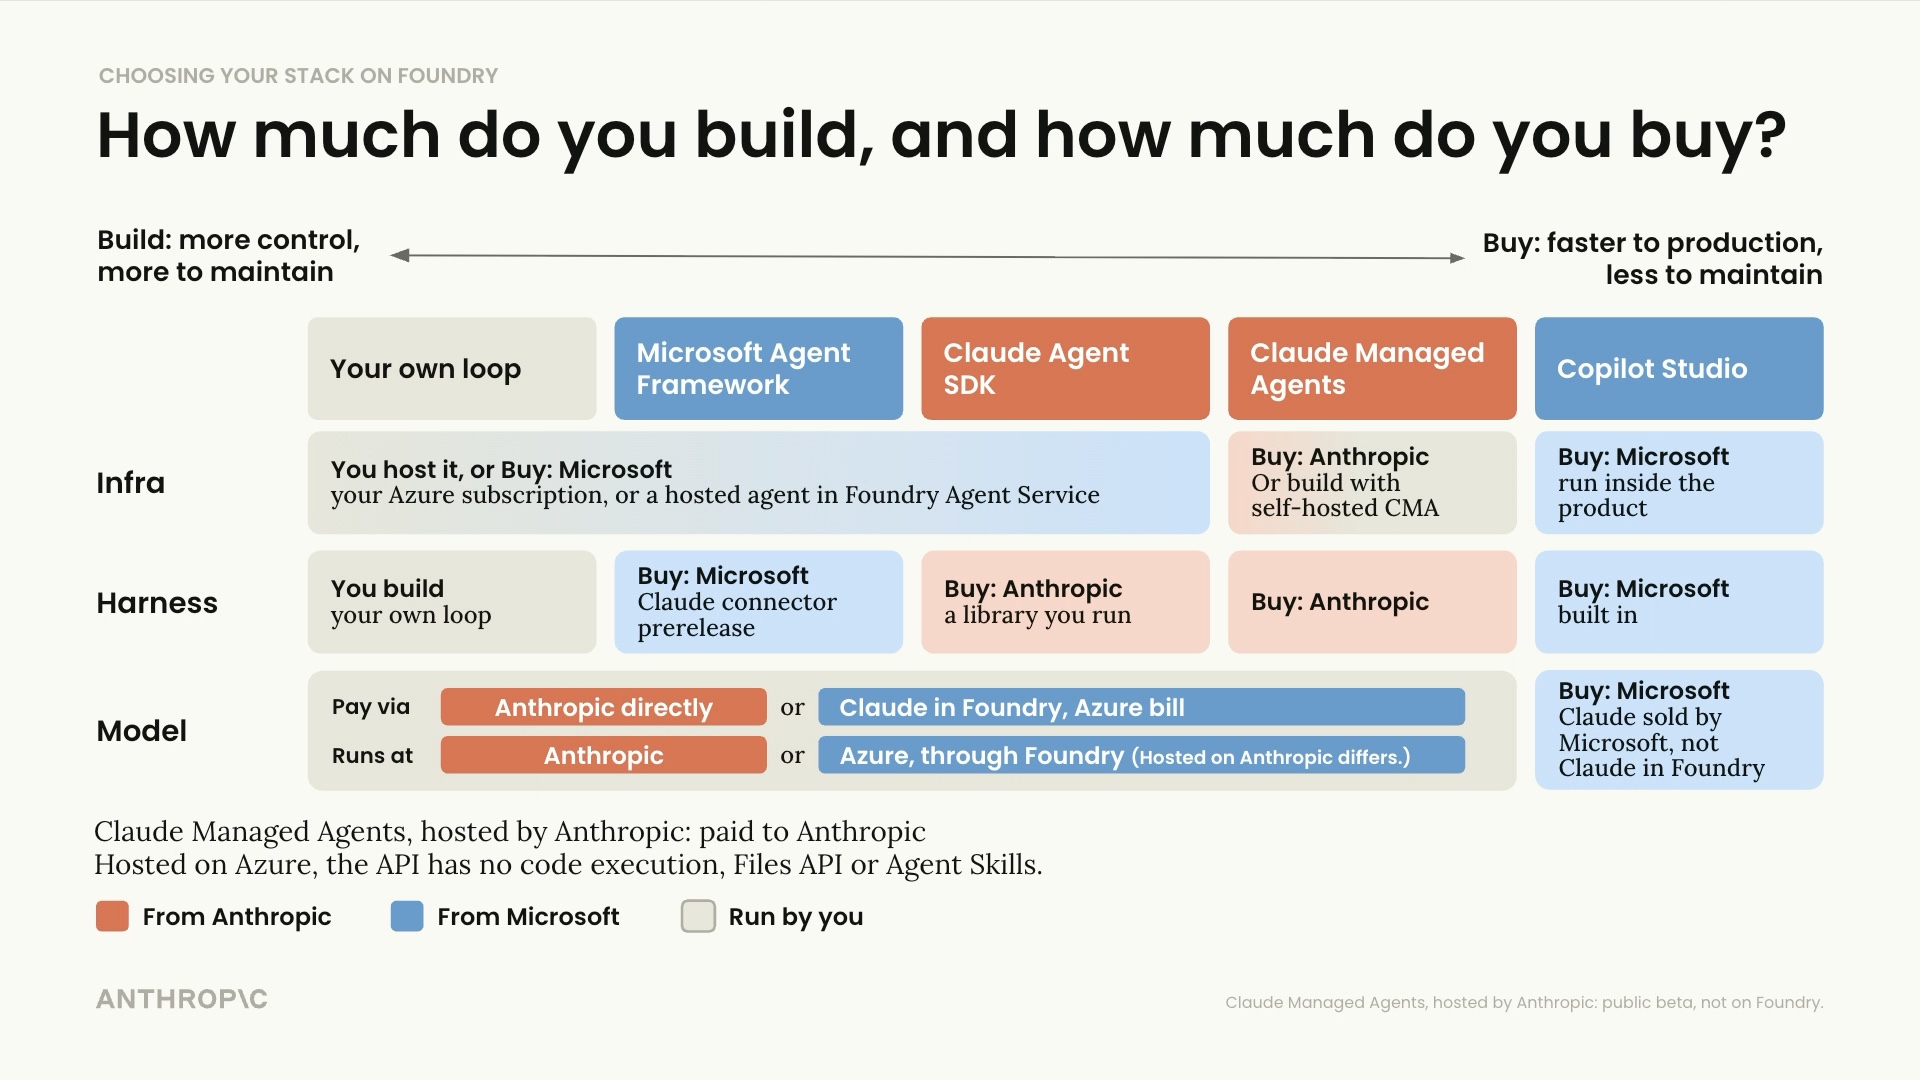 CHOOSING YOUR STACK ON FOUNDRY
How much do you build, and how much do you buy?
Build: more control,
more to maintain
Buy: faster to production,
less to maintain
Your own loop
Microsoft Agent
Framework
Claude Agent
SDK
Claude Managed
Agents
Copilot Studio
Infra
You host it, or Buy: Microsoft
your Azure subscription, or a hosted agent in Foundry Agent Service
Buy: Anthropic
Or build with
self-hosted CMA
Buy: Microsoft
run inside the
product
Harness
You build
your own loop
Buy: Microsoft
Claude connector
prerelease
Buy: Anthropic
a library you run
Buy: Anthropic
Buy: Microsoft
built in
Model
Pay via Anthropic directly or Claude in Foundry, Azure bill
Runs at Anthropic or Azure, through Foundry (Hosted on Anthropic differs.)
Buy: Microsoft
Claude sold by
Microsoft, not
Claude in Foundry
Claude Managed Agents, hosted by Anthropic: paid to Anthropic
Hosted on Azure, the API has no code execution, Files API or Agent Skills.
From Anthropic
From Microsoft
Run by you
ANTHROP\C
Claude Managed Agents, hosted by Anthropic: public beta, not on Foundry.